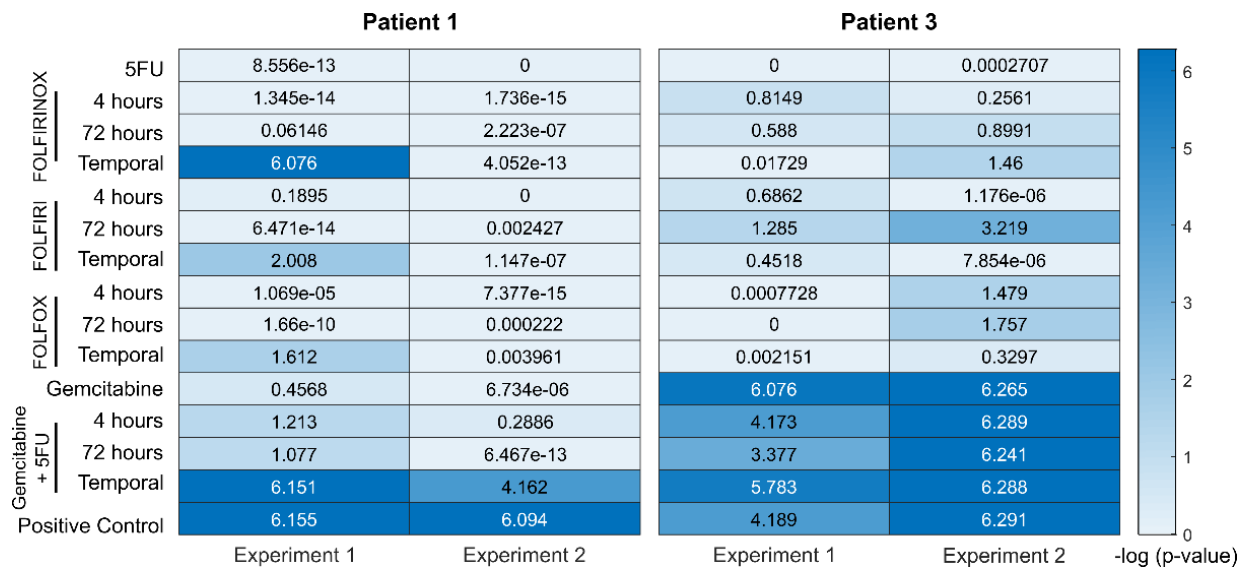 Patient 1 Patient 3
5FU 8.556e-13 0 0 0.0002707 6
FOLFIRINOX
4 hours 1.345e-14 1.736e-15 0.8149 0.2561
72 hours 0.06146 2.223e-07 0.588 0.8991 5
Temporal 6.076 4.052e-13 0.01729 1.46
FOLFIRI
4 hours 0.1895 0 0.6862 1.176e-06 4
72 hours 6.471e-14 0.002427 1.285 3.219
Temporal 2.008 1.147e-07 0.4518 7.854e-06
FOLFOX
4 hours 1.069e-05 7.377e-15 0.0007728 1.479 3
72 hours 1.66e-10 0.000222 0 1.757
Temporal 1.612 0.003961 0.002151 0.3297 2
Gemcitabine 0.4568 6.734e-06 6.076 6.265
Gemcitabine
+ 5FU
4 hours 1.213 0.2886 4.173 6.289
72 hours 1.077 6.467e-13 3.377 6.241 1
Temporal 6.151 4.162 5.783 6.288
Positive Control 6.155 6.094 4.189 6.291 0
Experiment 1 Experiment 2 Experiment 1 Experiment 2 -log (p-value)